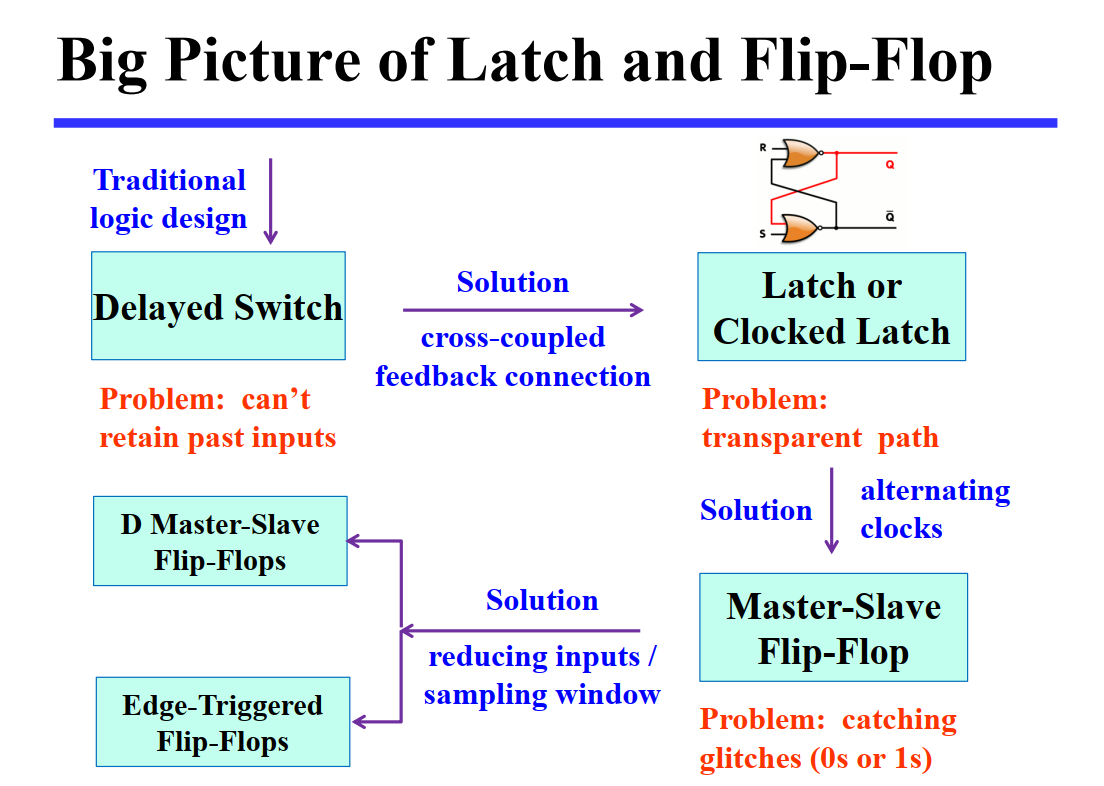 Big Picture of Latch and Flip-Flop
Traditional
logic design
Delayed Switch
Problem:  can’t
retain past inputs
Solution
cross-coupled
feedback connection
R
Q
S
Q̅
Latch or
Clocked Latch
Problem:
transparent  path
Solution
alternating
clocks
Master-Slave
Flip-Flop
Problem:  catching
glitches (0s or 1s)
Solution
reducing inputs /
sampling window
D Master-Slave
Flip-Flops
Edge-Triggered
Flip-Flops